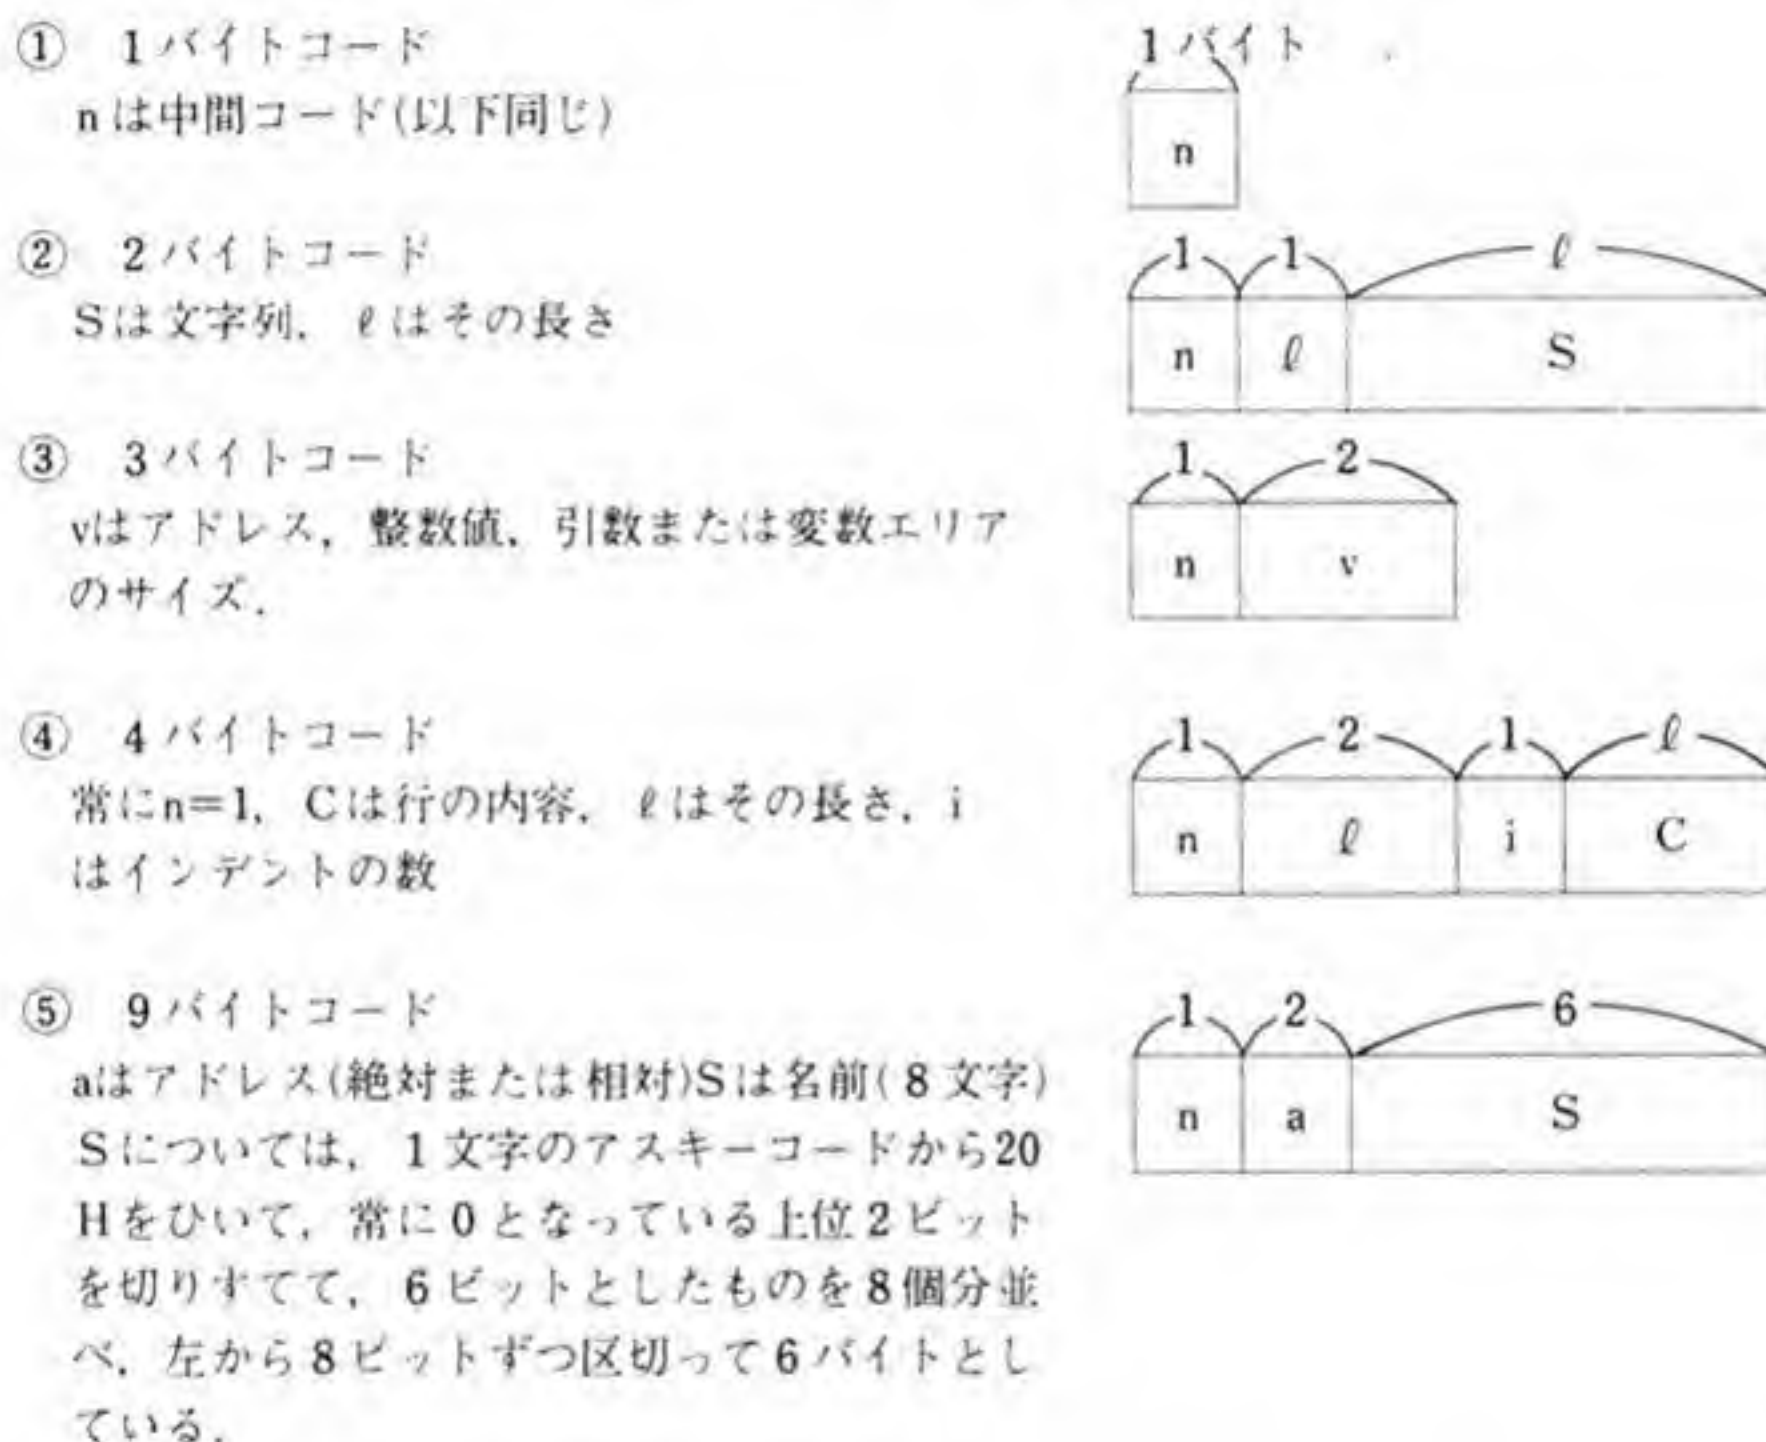 ① 1バイトコード
nは中間コード(以下同じ)
1バイト
n
② 2バイトコード
Sは文字列，ℓはその長さ
1 1 ℓ
n ℓ S
③ 3バイトコード
vはアドレス，整数値，引数または変数エリア
のサイズ．
1 2
n v
④ 4バイトコード
常にn=1，Cは行の内容，ℓはその長さ，i
はインデントの数
1 2 1 ℓ
n ℓ i C
⑤ 9バイトコード
aはアドレス(絶対または相対)Sは名前(8文字)
Sについては，1文字のアスキーコードから20
Hをひいて，常に0となっている上位2ビット
を切りすてて，6ビットとしたものを8個分並
べ，左から8ビットずつ区切って6バイトとし
ている．
1 2 6
n a S